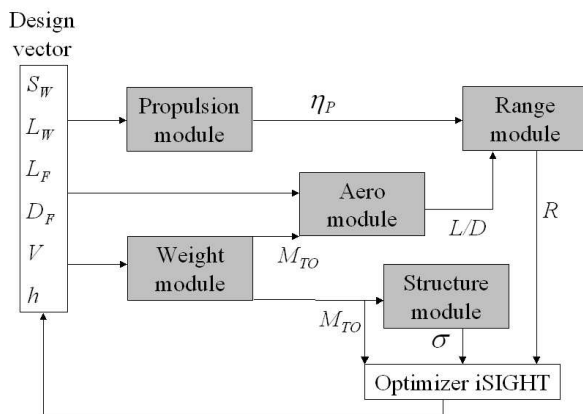 Design
vector
S_W
L_W
L_F
D_F
V
h
Propulsion
module
η_P
Range
module
Aero
module
L/D
R
Weight
module
M_TO
Structure
module
M_TO
σ
Optimizer iSIGHT